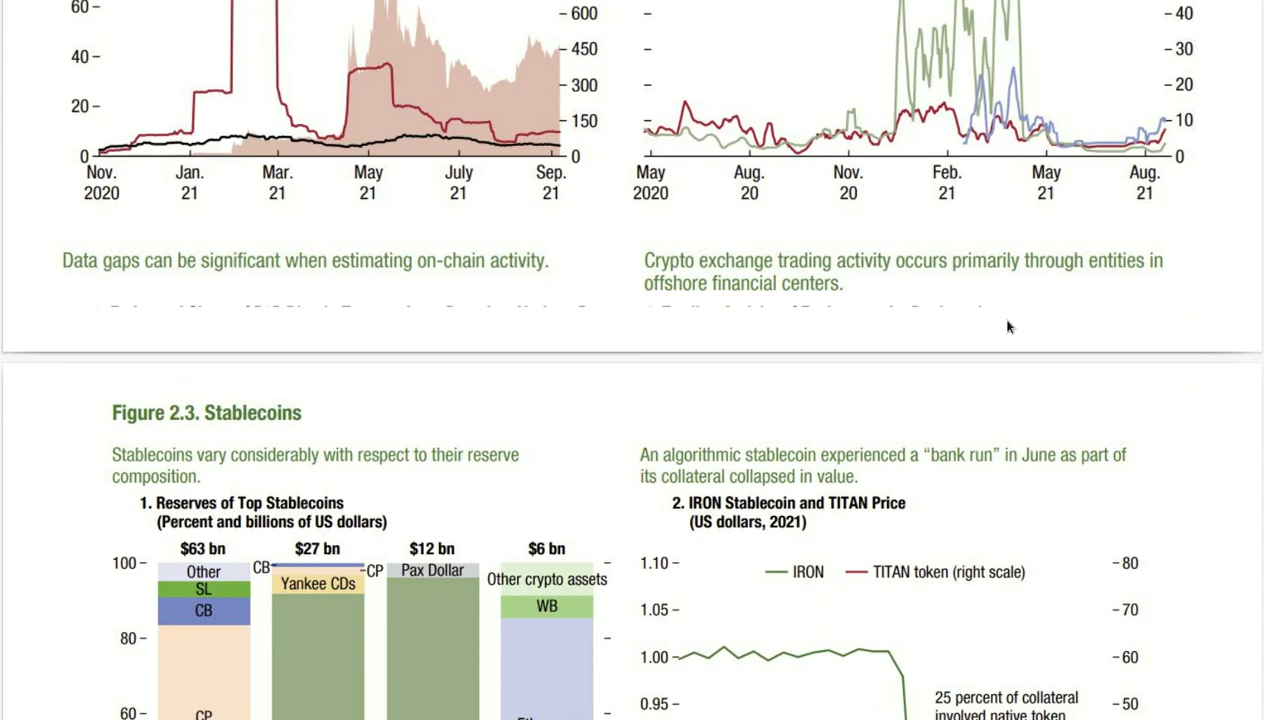 60
600
40
450
300
20
150
0
0
Nov.
2020
Jan.
21
Mar.
21
May
21
July
21
Sep.
21
40
30
20
10
0
May
20
Aug.
20
Nov.
20
Feb.
21
May
21
Aug.
21
Data gaps can be significant when estimating on-chain activity.
Crypto exchange trading activity occurs primarily through entities in
offshore financial centers.
Figure 2.3. Stablecoins
Stablecoins vary considerably with respect to their reserve
composition.
1. Reserves of Top Stablecoins
(Percent and billions of US dollars)
$63 bn
$27 bn
$12 bn
$6 bn
100
Other
CB
CP
Pax Dollar
Other crypto assets
SL
Yankee CDs
CB
WB
80
60
CP
An algorithmic stablecoin experienced a “bank run” in June as part of
its collateral collapsed in value.
2. IRON Stablecoin and TITAN Price
(US dollars, 2021)
1.10
IRON
TITAN token (right scale)
80
1.05
70
1.00
60
0.95
50
25 percent of collateral
involved native token